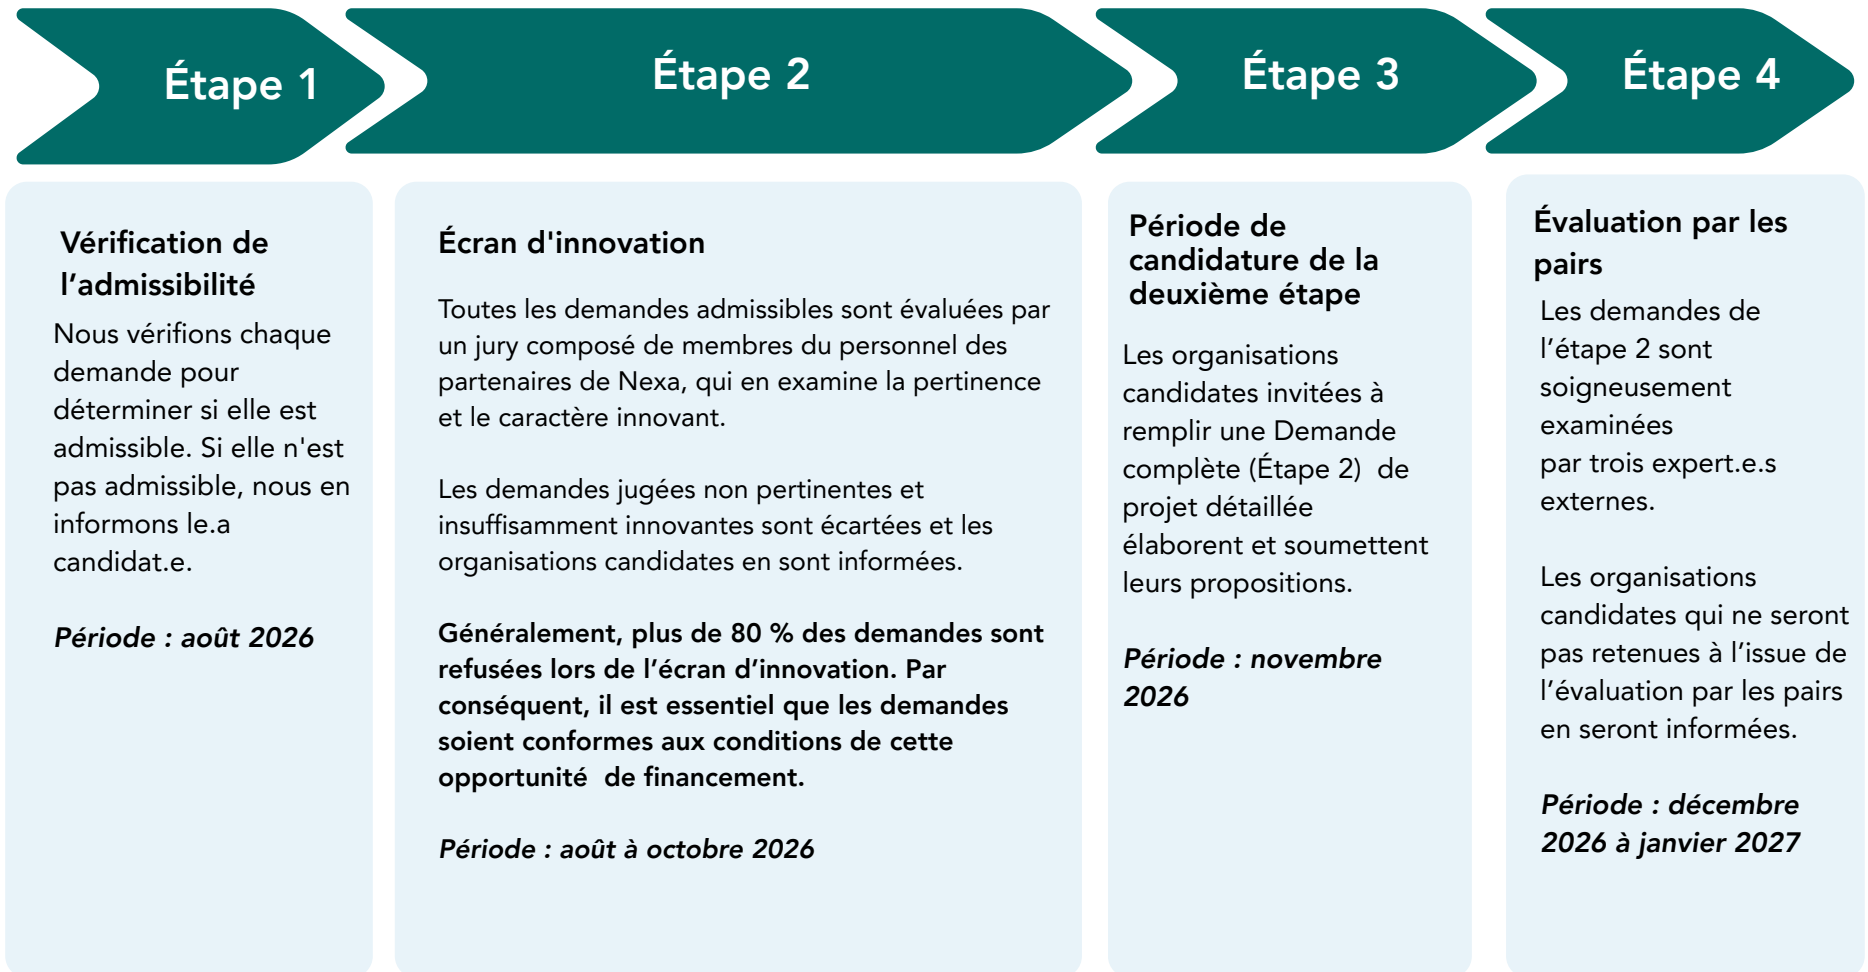 Étape 1
Étape 2
Étape 3
Étape 4
Vérification de
l’admissibilité
Nous vérifions chaque
demande pour
déterminer si elle est
admissible. Si elle n'est
pas admissible, nous en
informons le.a
candidat.e.
Période : août 2026
Écran d'innovation
Toutes les demandes admissibles sont évaluées par
un jury composé de membres du personnel des
partenaires de Nexa, qui en examine la pertinence
et le caractère innovant.
Les demandes jugées non pertinentes et
insuffisamment innovantes sont écartées et les
organisations candidates en sont informées.
Généralement, plus de 80 % des demandes sont
refusées lors de l’écran d’innovation. Par
conséquent, il est essentiel que les demandes
soient conformes aux conditions de cette
opportunité  de financement.
Période : août à octobre 2026
Période de
candidature de la
deuxième étape
Les organisations
candidates invitées à
remplir une Demande
complète (Étape 2)  de
projet détaillée
élaborent et soumettent
leurs propositions.
Période : novembre
2026
Évaluation par les
pairs
Les demandes de
l’étape 2 sont
soigneusement
examinées
par trois expert.e.s
externes.
Les organisations
candidates qui ne seront
pas retenues à l’issue de
l’évaluation par les pairs
en seront informées.
Période : décembre
2026 à janvier 2027